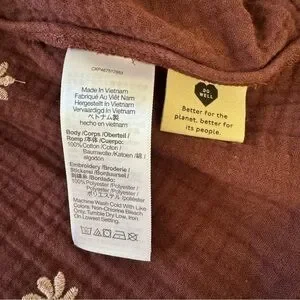 Made In Vietnam
Fabriqué Au Viêt Nam
Hergestellt In Vietnam
Vervaardigd In Vietnam
ベトナム製
hecho en vietnam
Body /Corps /Oberteil /
Romp /本体 /Cuerpo:
100% Cotton /Coton /
Baumwolle /Katoen /綿 /
algodón
Embroidery /Broderie /
Stickerei /Borduursel /
刺しゅう /Bordado:
100% Polyester /Polyester /
Polyester /Polyester /
ポリエステル /poliéster
Machine Wash Cold With Like
Colors, Non-Chlorine Bleach
Only, Tumble Dry Low, Iron
On Lowest Setting.
DO
WELL
Better for the
planet, better for
its people.